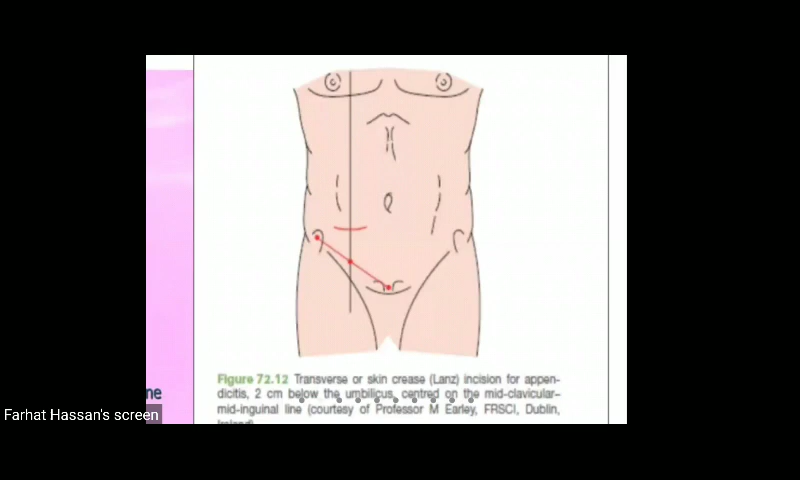 Figure 72.12 Transverse or skin crease (Lanz) incision for appen-
dicitis, 2 cm below the umbilicus, centred on the mid-clavicular–
mid-inguinal line (courtesy of Professor M Earley, FRSCI, Dublin,
ne
Farhat Hassan's screen